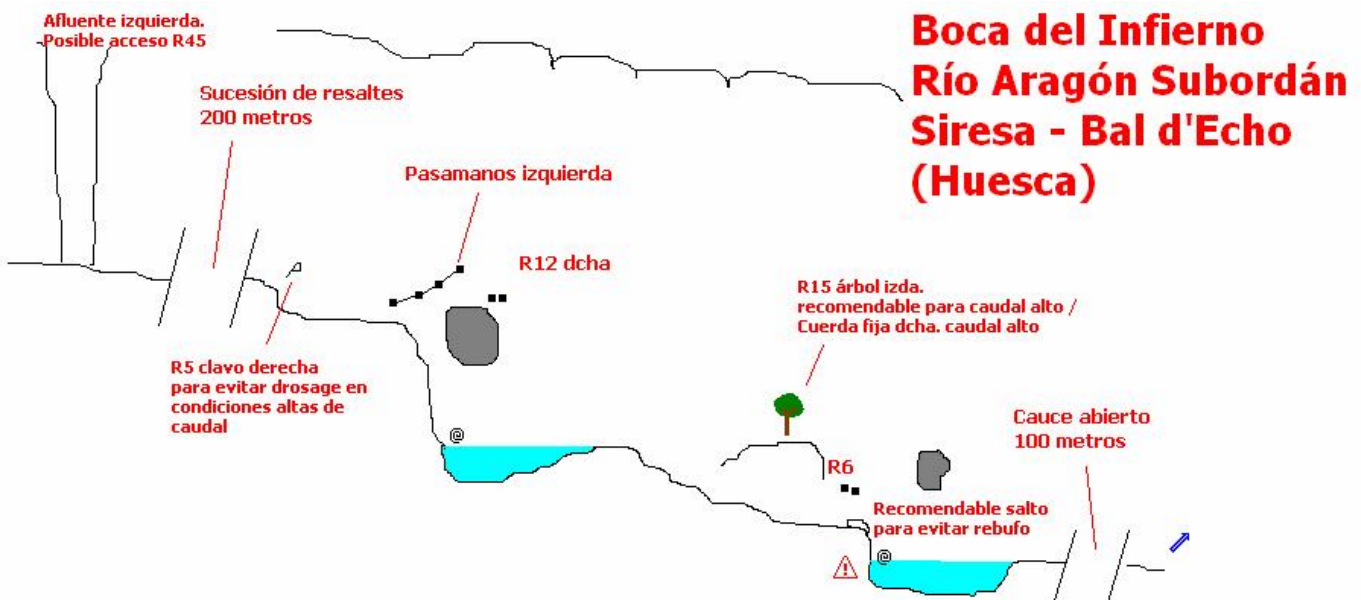 Boca del Infierno
Río Aragón Subordán
Siresa - Bal d'Echo
(Huesca)
Afluente izquierda.
Posible acceso R45
Sucesión de resaltes
200 metros
Pasamanos izquierda
R12 dcha
R5 clavo derecha
para evitar drosage en
condiciones altas de
caudal
R15 árbol izda.
recomendable para caudal alto /
Cuerda fija dcha. caudal alto
R6
Recomendable salto
para evitar rebufo
Cauce abierto
100 metros
@
@
!